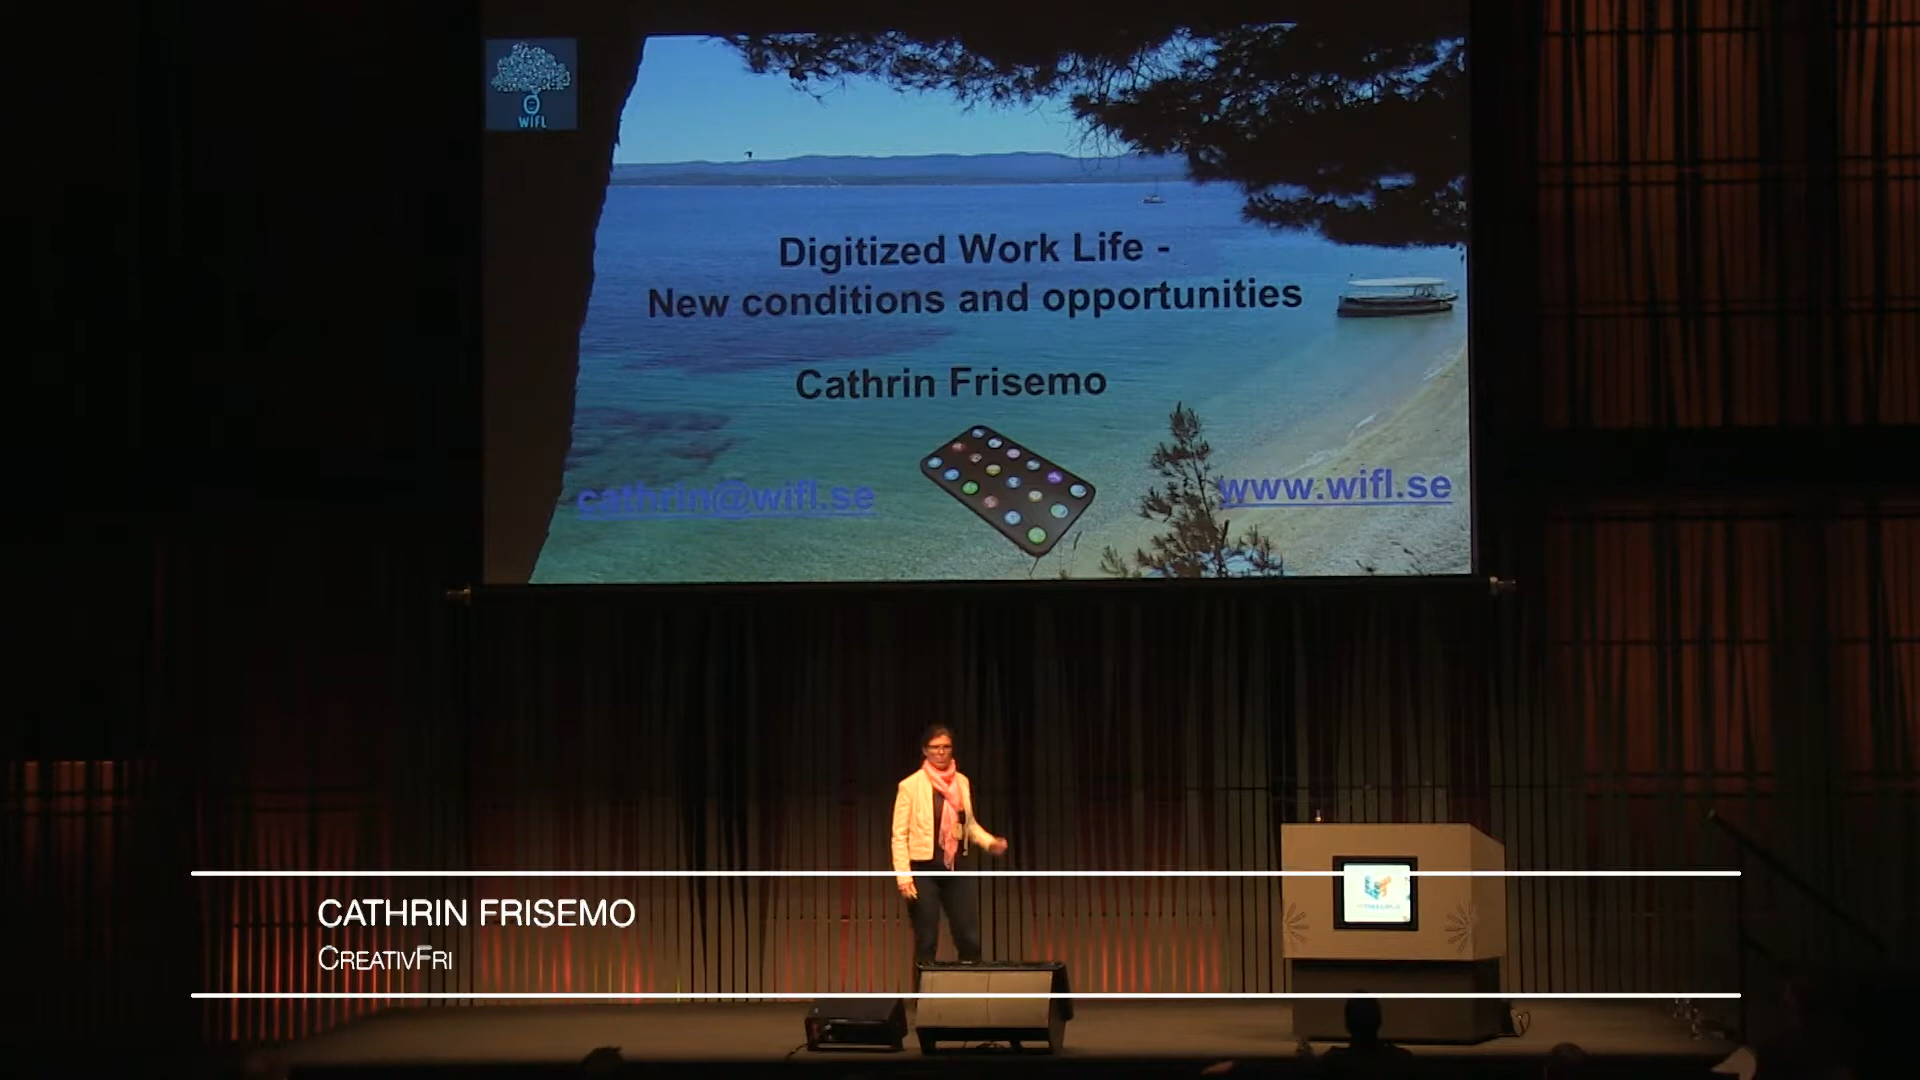 WIFL
Digitized Work Life -
New conditions and opportunities
Cathrin Frisemo
cathrin@wifl.se
www.wifl.se
CATHRIN FRISEMO
CREATIVFRI